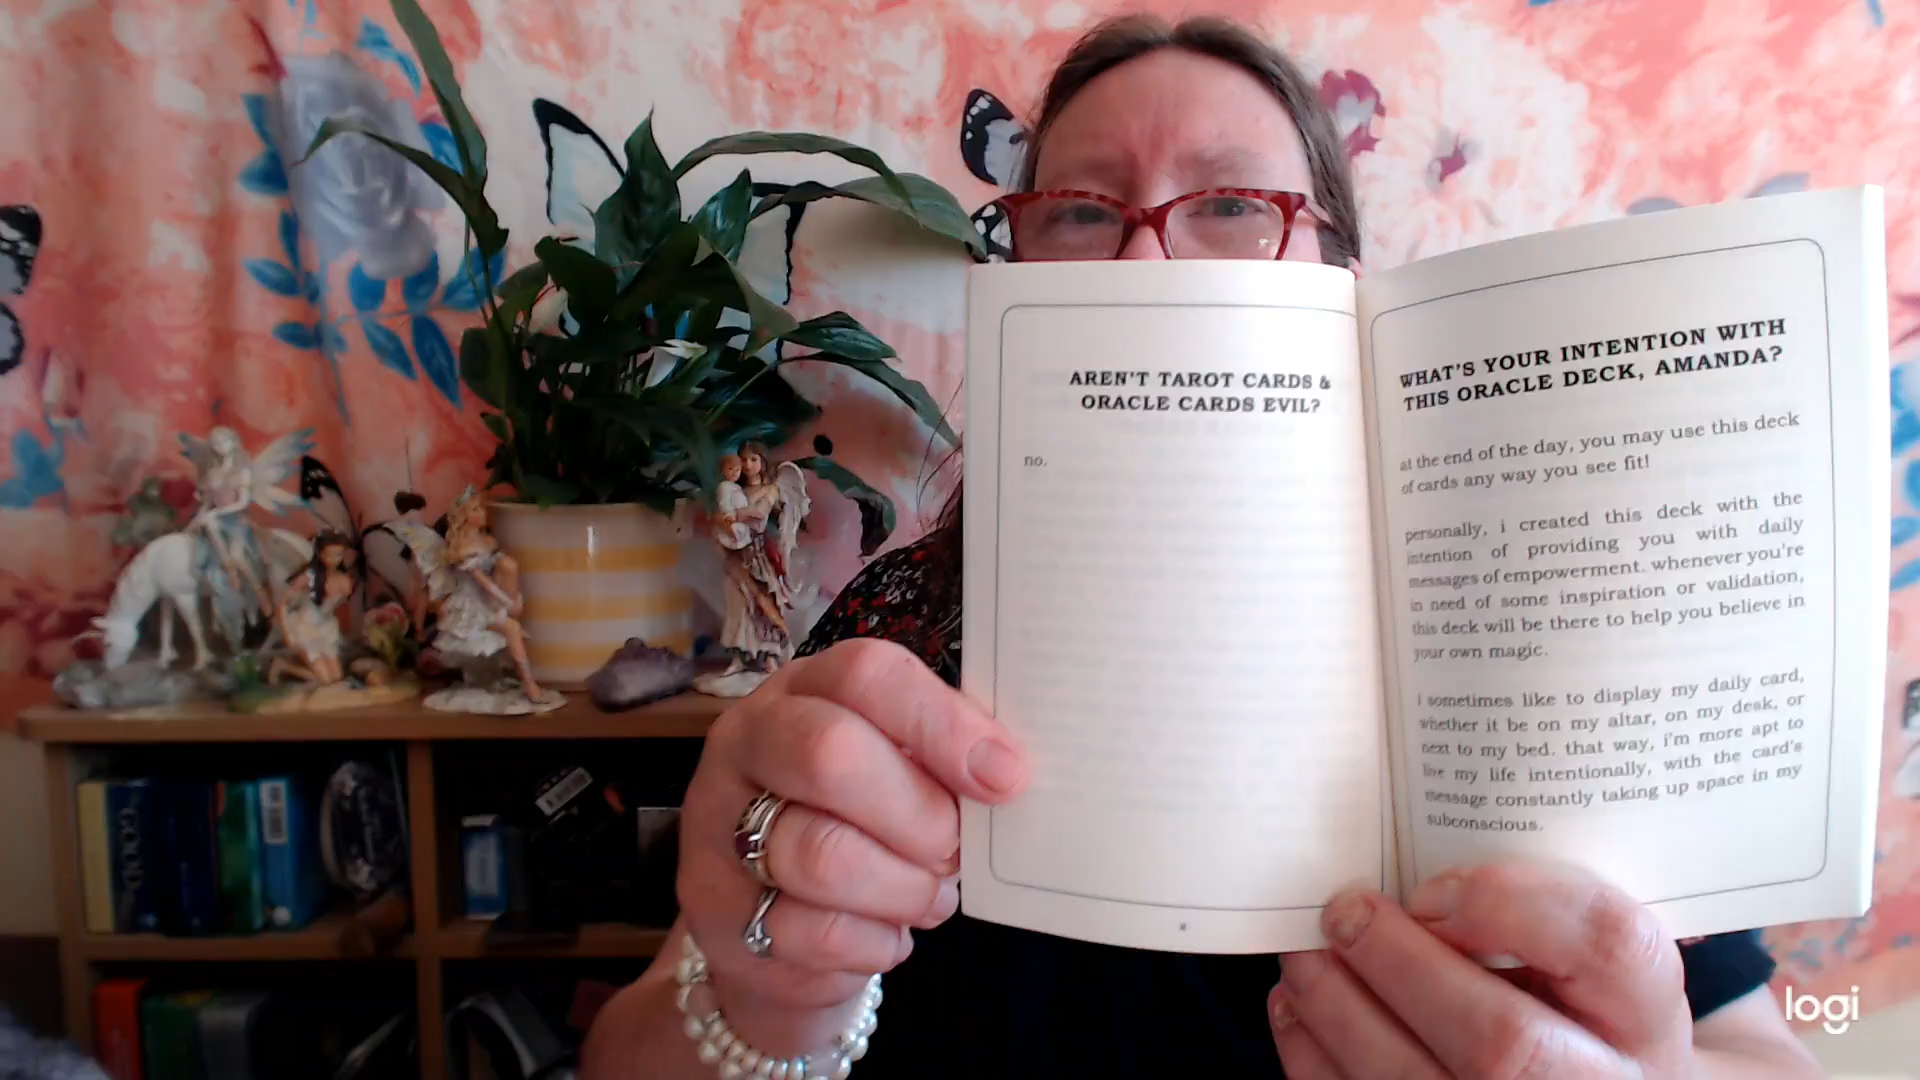 AREN'T TAROT CARDS &
ORACLE CARDS EVIL?
no.
WHAT'S YOUR INTENTION WITH
THIS ORACLE DECK, AMANDA?
at the end of the day, you may use this deck
of cards any way you see fit!
personally, i created this deck with the
intention of providing you with daily
messages of empowerment. whenever you're
in need of some inspiration or validation,
this deck will be there to help you believe in
your own magic.
i sometimes like to display my daily card,
whether it be on my altar, on my desk, or
next to my bed. that way, i'm more apt to
live my life intentionally, with the card's
message constantly taking up space in my
subconscious.
GOOD
logi